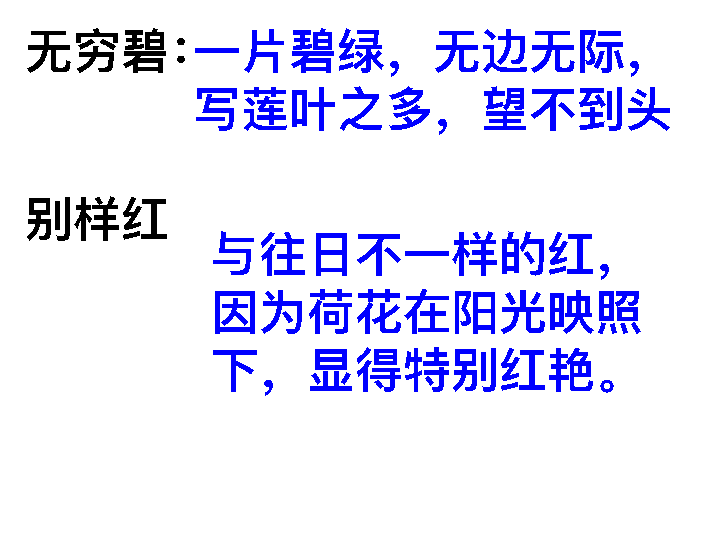 无穷碧：一片碧绿，无边无际，
写莲叶之多，望不到头
别样红
与往日不一样的红，
因为荷花在阳光映照
下，显得特别红艳。